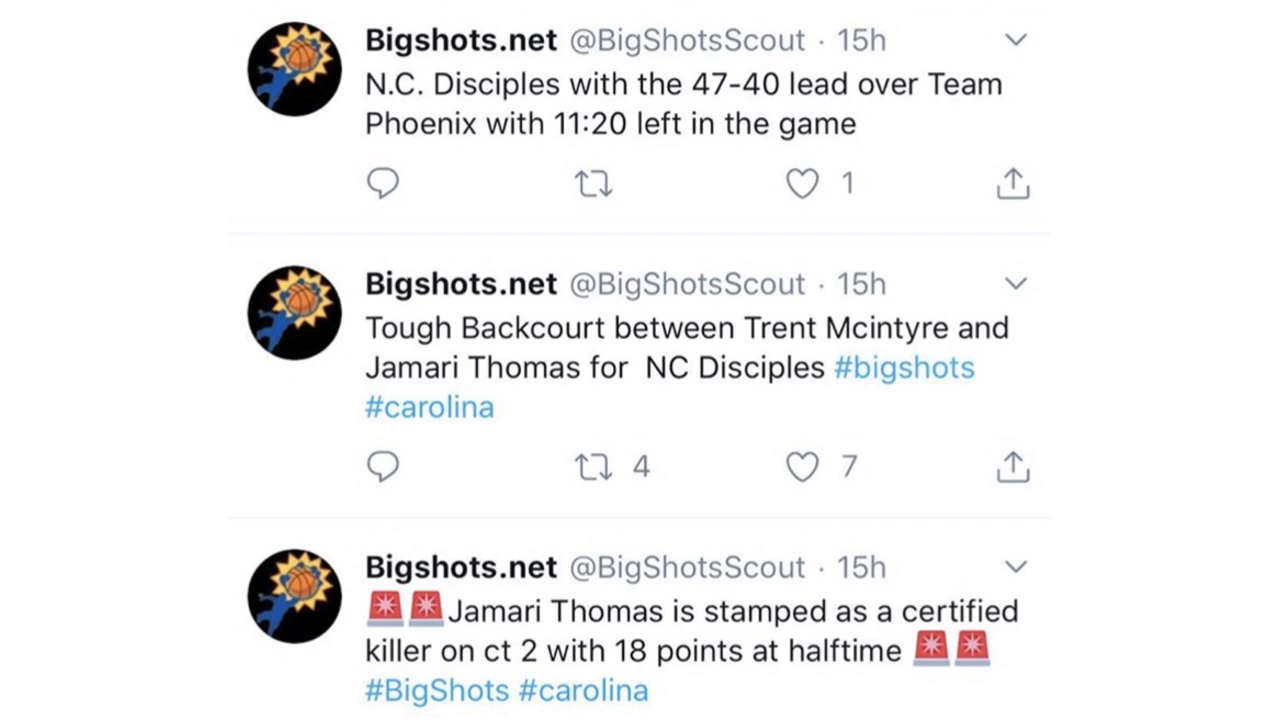 Bigshots.net @BigShotsScout · 15h
N.C. Disciples with the 47-40 lead over Team
Phoenix with 11:20 left in the game
1
Bigshots.net @BigShotsScout · 15h
Tough Backcourt between Trent Mcintyre and
Jamari Thomas for  NC Disciples #bigshots
#carolina
4 7
Bigshots.net @BigShotsScout · 15h
🚨🚨Jamari Thomas is stamped as a certified
killer on ct 2 with 18 points at halftime 🚨🚨
#BigShots #carolina